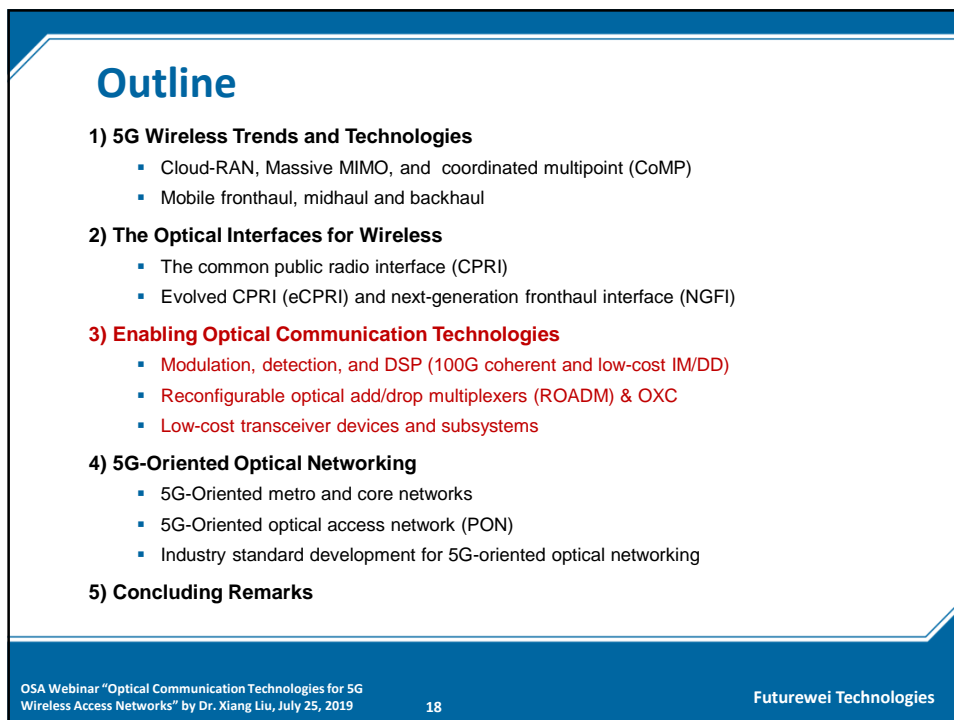 Outline
1) 5G Wireless Trends and Technologies
▪ Cloud-RAN, Massive MIMO, and coordinated multipoint (CoMP)
▪ Mobile fronthaul, midhaul and backhaul
2) The Optical Interfaces for Wireless
▪ The common public radio interface (CPRI)
▪ Evolved CPRI (eCPRI) and next-generation fronthaul interface (NGFI)
3) Enabling Optical Communication Technologies
▪ Modulation, detection, and DSP (100G coherent and low-cost IM/DD)
▪ Reconfigurable optical add/drop multiplexers (ROADM) & OXC
▪ Low-cost transceiver devices and subsystems
4) 5G-Oriented Optical Networking
▪ 5G-Oriented metro and core networks
▪ 5G-Oriented optical access network (PON)
▪ Industry standard development for 5G-oriented optical networking
5) Concluding Remarks
OSA Webinar "Optical Communication Technologies for 5G
Wireless Access Networks" by Dr. Xiang Liu, July 25, 2019
18
Futurewei Technologies